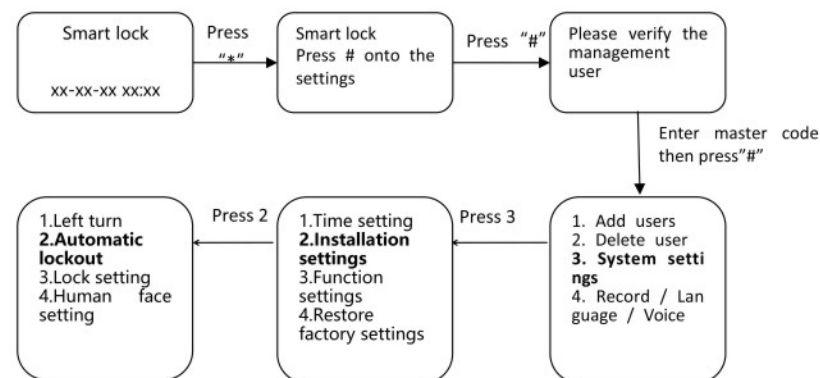 Smart lock
xx-xx-xx xx:xx
Press
"*"
Smart lock
Press # onto the
settings
Press "#"
Please verify the
management
user
Enter master code
then press"#"
1. Add users
2. Delete user
3. System setti
ngs
4. Record / Lan
guage / Voice
Press 3
1.Time setting
2.Installation
settings
3.Function
settings
4.Restore
factory settings
Press 2
1.Left turn
2.Automatic
lockout
3.Lock setting
4.Human face
setting